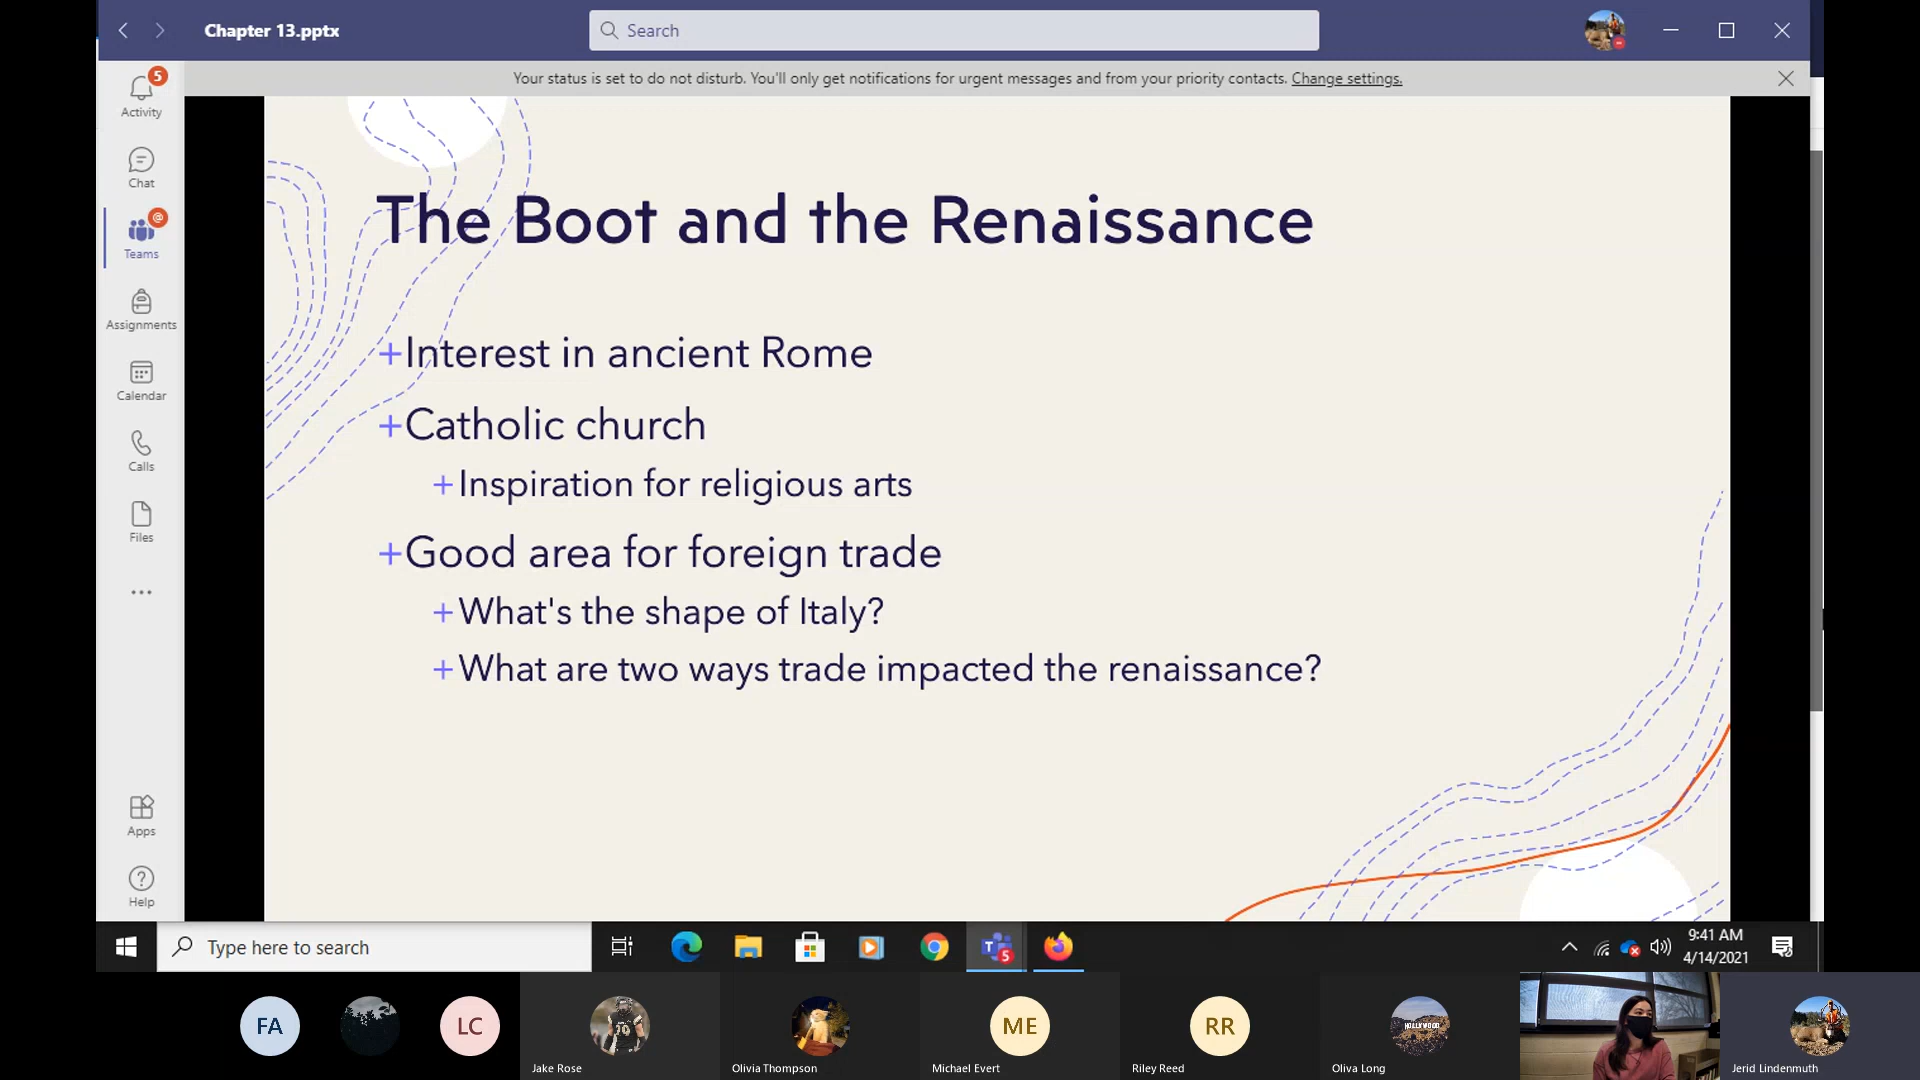 Chapter 13.pptx
Search
Your status is set to do not disturb. You'll only get notifications for urgent messages and from your priority contacts. Change settings.
5
Activity
Chat
@
Teams
Assignments
Calendar
Calls
Files
Apps
Help
The Boot and the Renaissance
+Interest in ancient Rome
+Catholic church
+Inspiration for religious arts
+Good area for foreign trade
+What's the shape of Italy?
+What are two ways trade impacted the renaissance?
Type here to search
T 5
9:41 AM
4/14/2021
FA
LC
70
Jake Rose
Olivia Thompson
ME
Michael Evert
RR
Riley Reed
HOLLYWOOD
Oliva Long
Jerid Lindenmuth